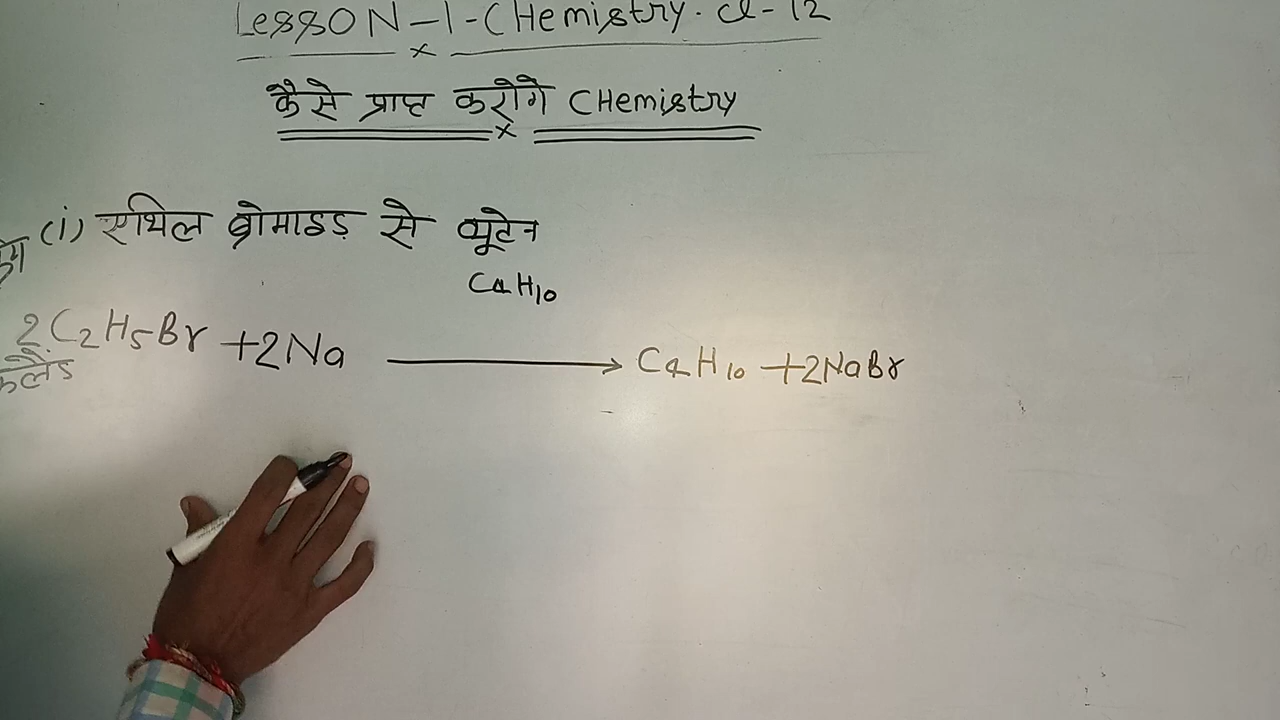 LessoN-1-CHemistry. cl-12
कैसे प्राप्त करोगे CHemistry
(i) एथिल ब्रोमाइड से ब्यूटेन
C4H10
2C2H5Br +2Na → C4H10 +2NaBr